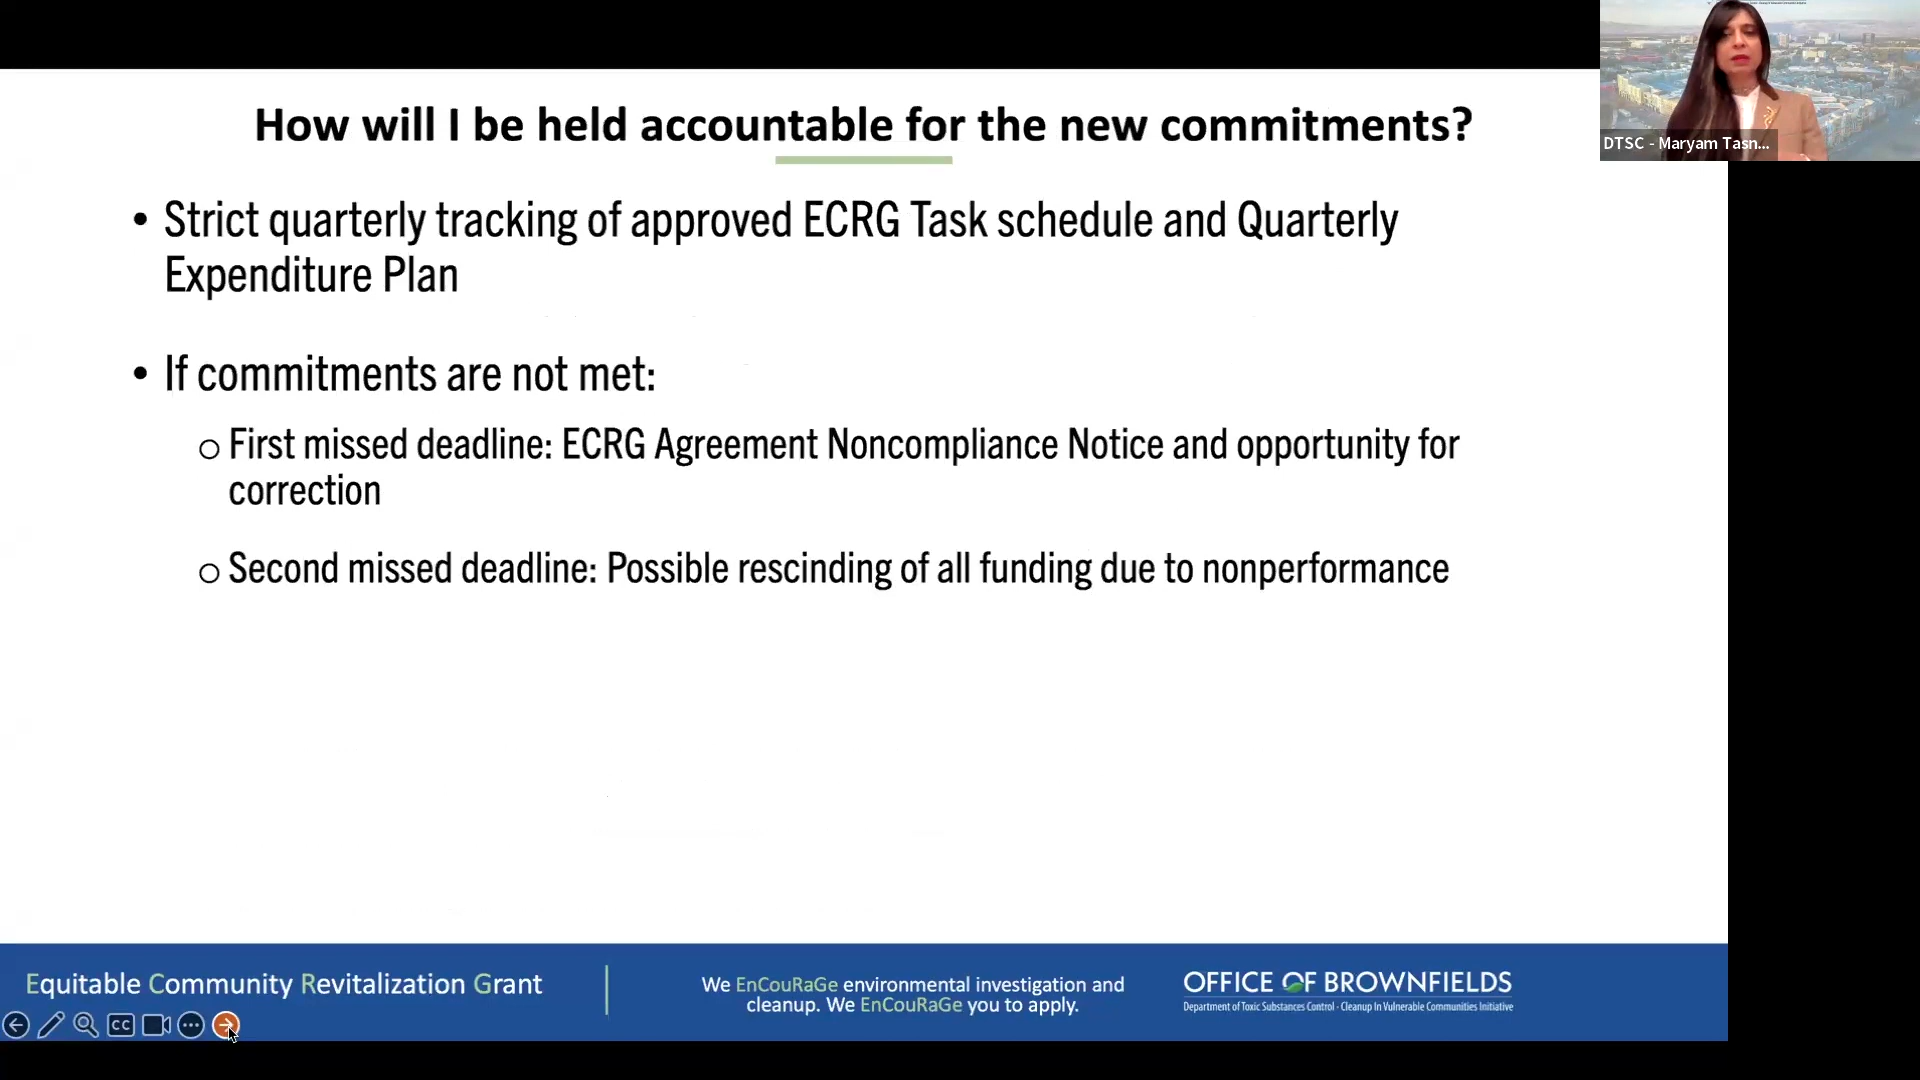 How will I be held accountable for the new commitments?
DTSC - Maryam Tasn...
• Strict quarterly tracking of approved ECRG Task schedule and Quarterly
Expenditure Plan
• If commitments are not met:
o First missed deadline: ECRG Agreement Noncompliance Notice and opportunity for
correction
o Second missed deadline: Possible rescinding of all funding due to nonperformance
Equitable Community Revitalization Grant
We EnCouRaGe environmental investigation and
cleanup. We EnCouRaGe you to apply.
OFFICE OF BROWNFIELDS
Department of Toxic Substances Control - Cleanup In Vulnerable Communities Initiative
CC